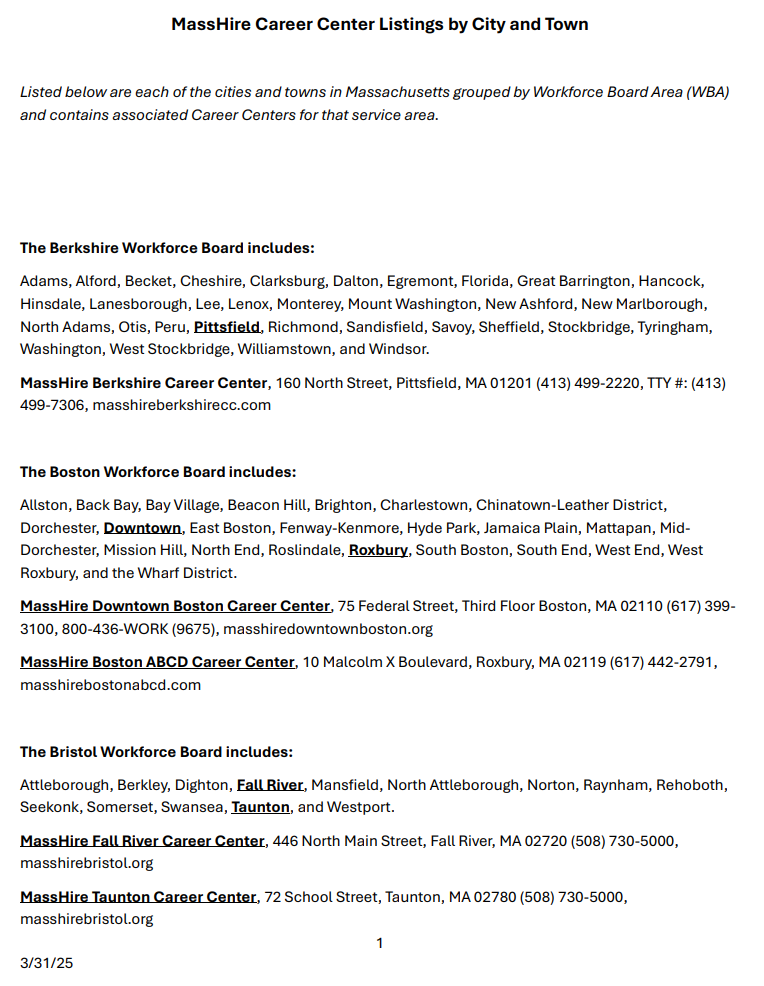 MassHire Career Center Listings by City and Town
Listed below are each of the cities and towns in Massachusetts grouped by Workforce Board Area (WBA)
and contains associated Career Centers for that service area.
The Berkshire Workforce Board includes:
Adams, Alford, Becket, Cheshire, Clarksburg, Dalton, Egremont, Florida, Great Barrington, Hancock,
Hinsdale, Lanesborough, Lee, Lenox, Monterey, Mount Washington, New Ashford, New Marlborough,
North Adams, Otis, Peru, Pittsfield, Richmond, Sandisfield, Savoy, Sheffield, Stockbridge, Tyringham,
Washington, West Stockbridge, Williamstown, and Windsor.
MassHire Berkshire Career Center, 160 North Street, Pittsfield, MA 01201 (413) 499-2220, TTY #: (413)
499-7306, masshireberkshirecc.com
The Boston Workforce Board includes:
Allston, Back Bay, Bay Village, Beacon Hill, Brighton, Charlestown, Chinatown-Leather District,
Dorchester, Downtown, East Boston, Fenway-Kenmore, Hyde Park, Jamaica Plain, Mattapan, Mid-
Dorchester, Mission Hill, North End, Roslindale, Roxbury, South Boston, South End, West End, West
Roxbury, and the Wharf District.
MassHire Downtown Boston Career Center, 75 Federal Street, Third Floor Boston, MA 02110 (617) 399-
3100, 800-436-WORK (9675), masshiredowntownboston.org
MassHire Boston ABCD Career Center, 10 Malcolm X Boulevard, Roxbury, MA 02119 (617) 442-2791,
masshirebostonabcd.com
The Bristol Workforce Board includes:
Attleborough, Berkley, Dighton, Fall River, Mansfield, North Attleborough, Norton, Raynham, Rehoboth,
Seekonk, Somerset, Swansea, Taunton, and Westport.
MassHire Fall River Career Center, 446 North Main Street, Fall River, MA 02720 (508) 730-5000,
masshirebristol.org
MassHire Taunton Career Center, 72 School Street, Taunton, MA 02780 (508) 730-5000,
masshirebristol.org
1
3/31/25